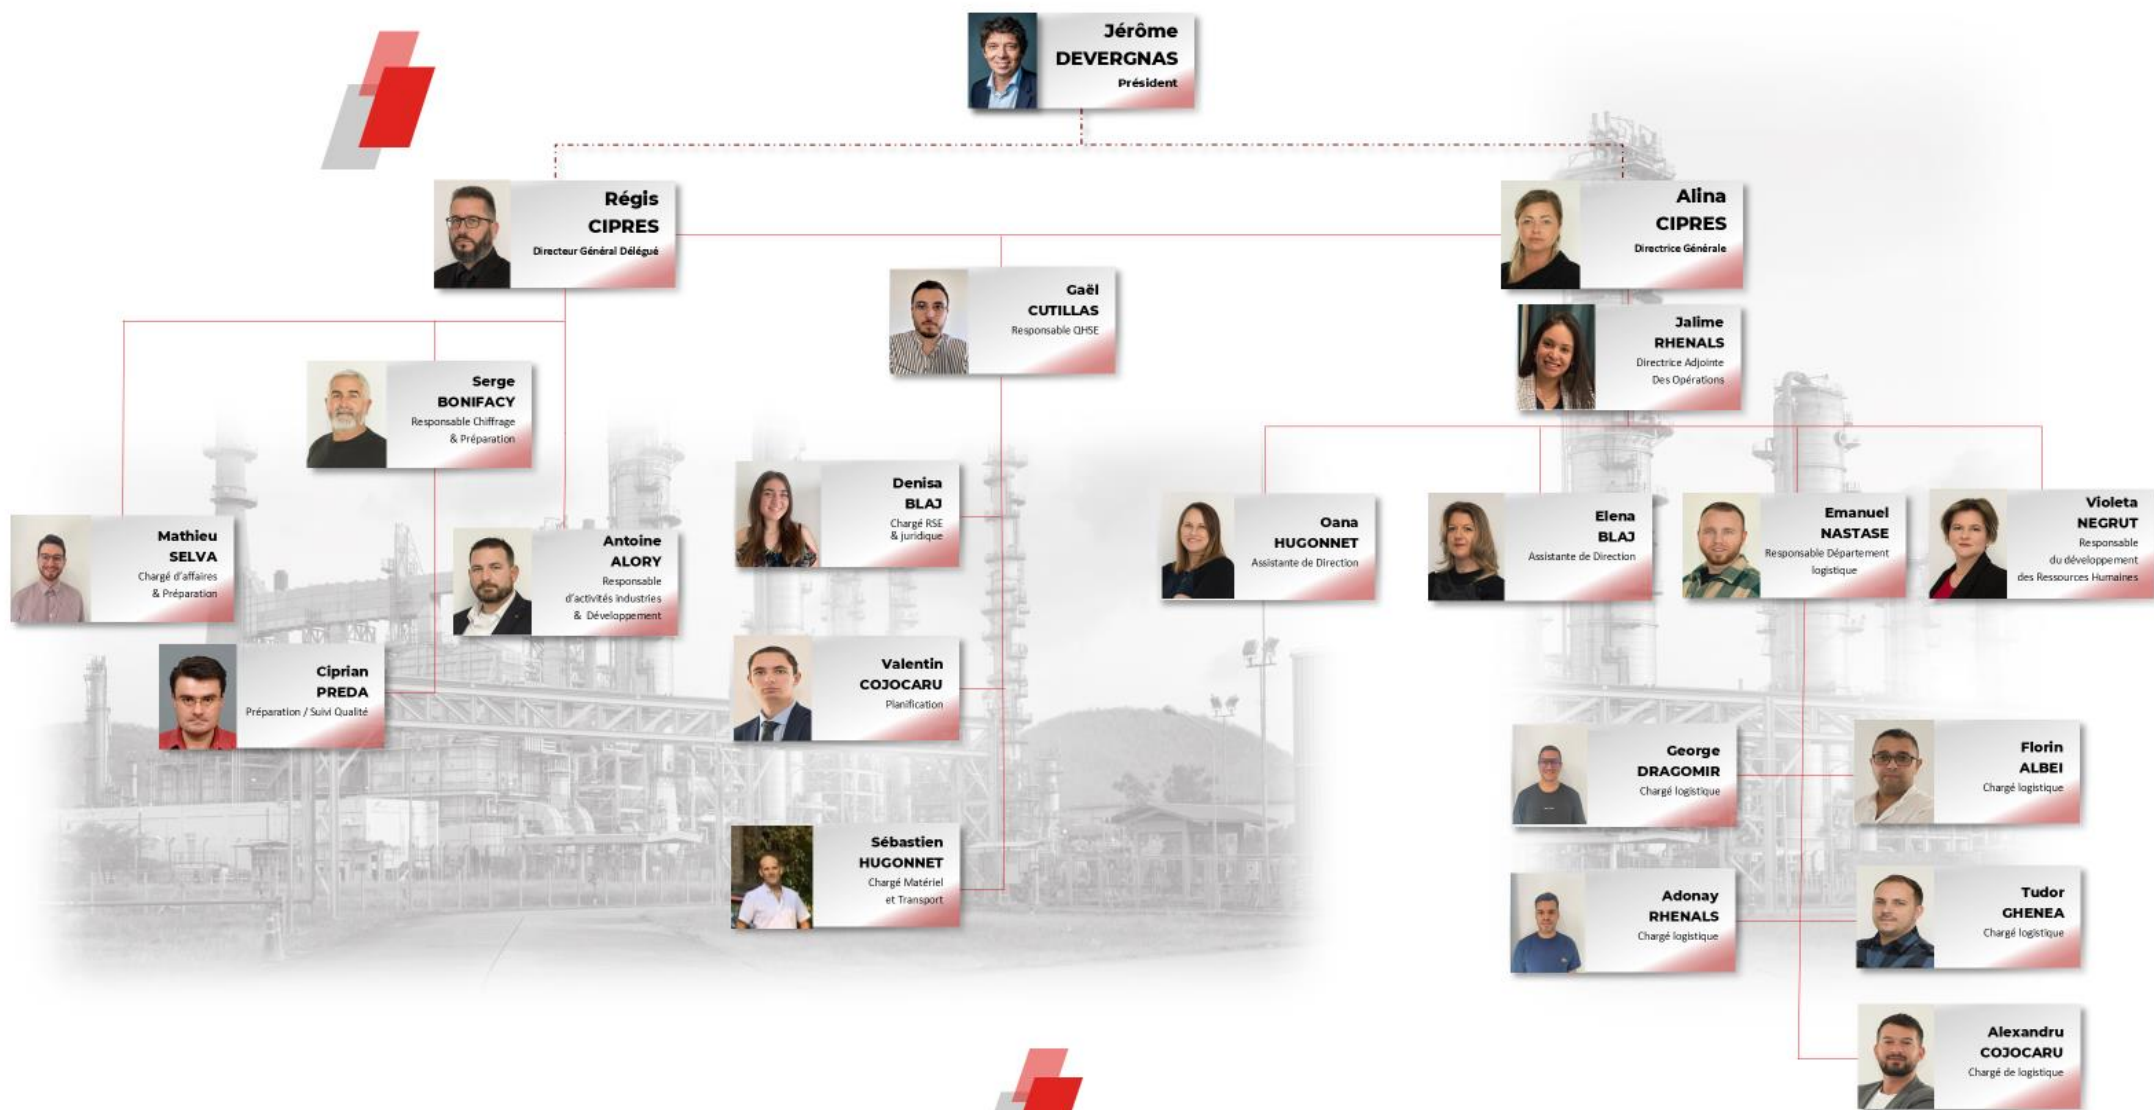 Jérôme
DEVERGNAS
Président
Régis
CIPRES
Directeur Général Délégué
Alina
CIPRES
Directrice Générale
Gaël
CUTILLAS
Responsable QHSE
Jalime
RHENALS
Directrice Adjointe
Des Opérations
Serge
BONIFACY
Responsable Chiffrage
& Préparation
Mathieu
SELVA
Chargé d'affaires
& Préparation
Antoine
ALORY
Responsable
d'activités industries
& Développement
Ciprian
PREDA
Préparation / Suivi Qualité
Denisa
BLAJ
Chargé RSE
& juridique
Valentin
COJOCARU
Planification
Sébastien
HUGONNET
Chargé Matériel
et Transport
Oana
HUGONNET
Assistante de Direction
Elena
BLAJ
Assistante de Direction
Emanuel
NASTASE
Responsable Département
logistique
Violeta
NEGRUT
Responsable
du développement
des Ressources Humaines
George
DRAGOMIR
Chargé logistique
Florin
ALBEI
Chargé logistique
Adonay
RHENALS
Chargé logistique
Tudor
GHENEA
Chargé logistique
Alexandru
COJOCARU
Chargé de logistique